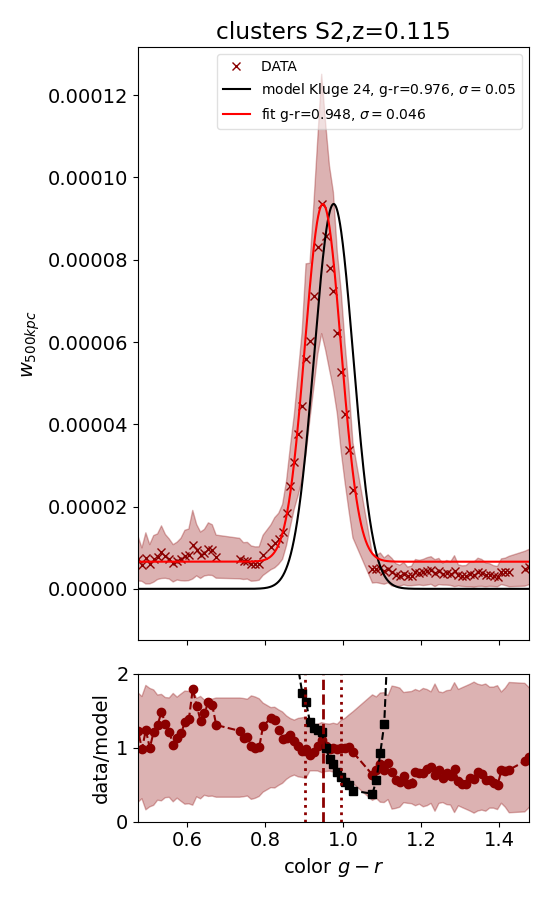 clusters S2,z=0.115
DATA
model Kluge 24, g-r=0.976, σ = 0.05
fit g-r=0.948, σ = 0.046
0.00012
0.00010
0.00008
0.00006
0.00004
0.00002
0.00000
w500kpc
2
1
0
data/model
0.6 0.8 1.0 1.2 1.4
color g − r